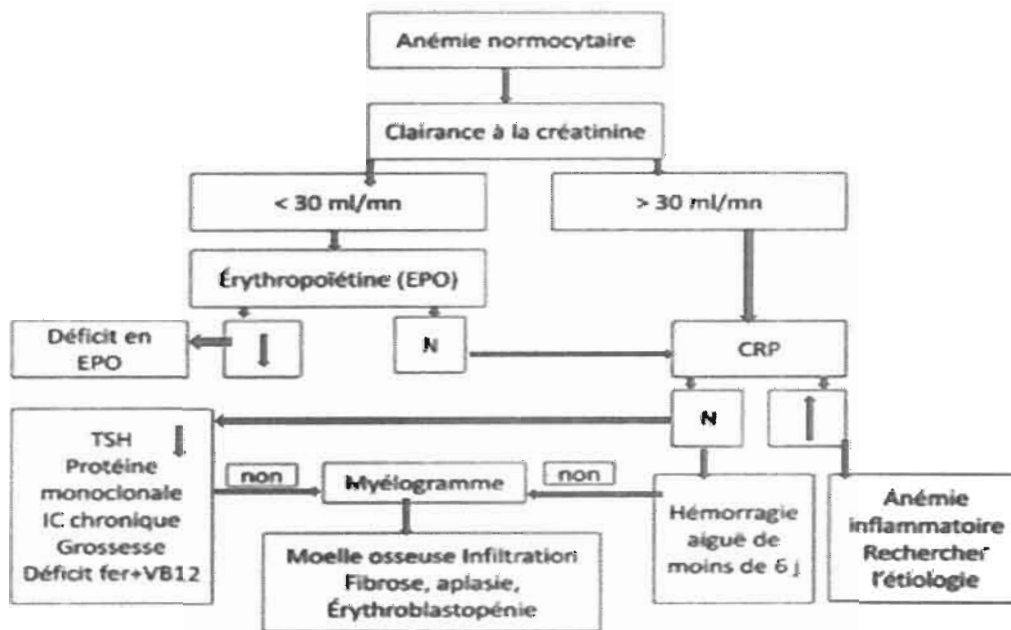 Anémie normocytaire
Clairance à la créatinine
< 30 ml/mn
> 30 ml/mn
Érythropoïétine (EPO)
Déficit en
EPO
N
CRP
N
TSH
Protéine
monoclonale
IC chronique
Grossesse
Déficit fer+VB12
non
Myélogramme
non
Hémorragie
aiguë de
moins de 6 j
Anémie
inflammatoire
Rechercher
l'étiologie
Moelle osseuse Infiltration
Fibrose, aplasie,
Érythroblastopénie